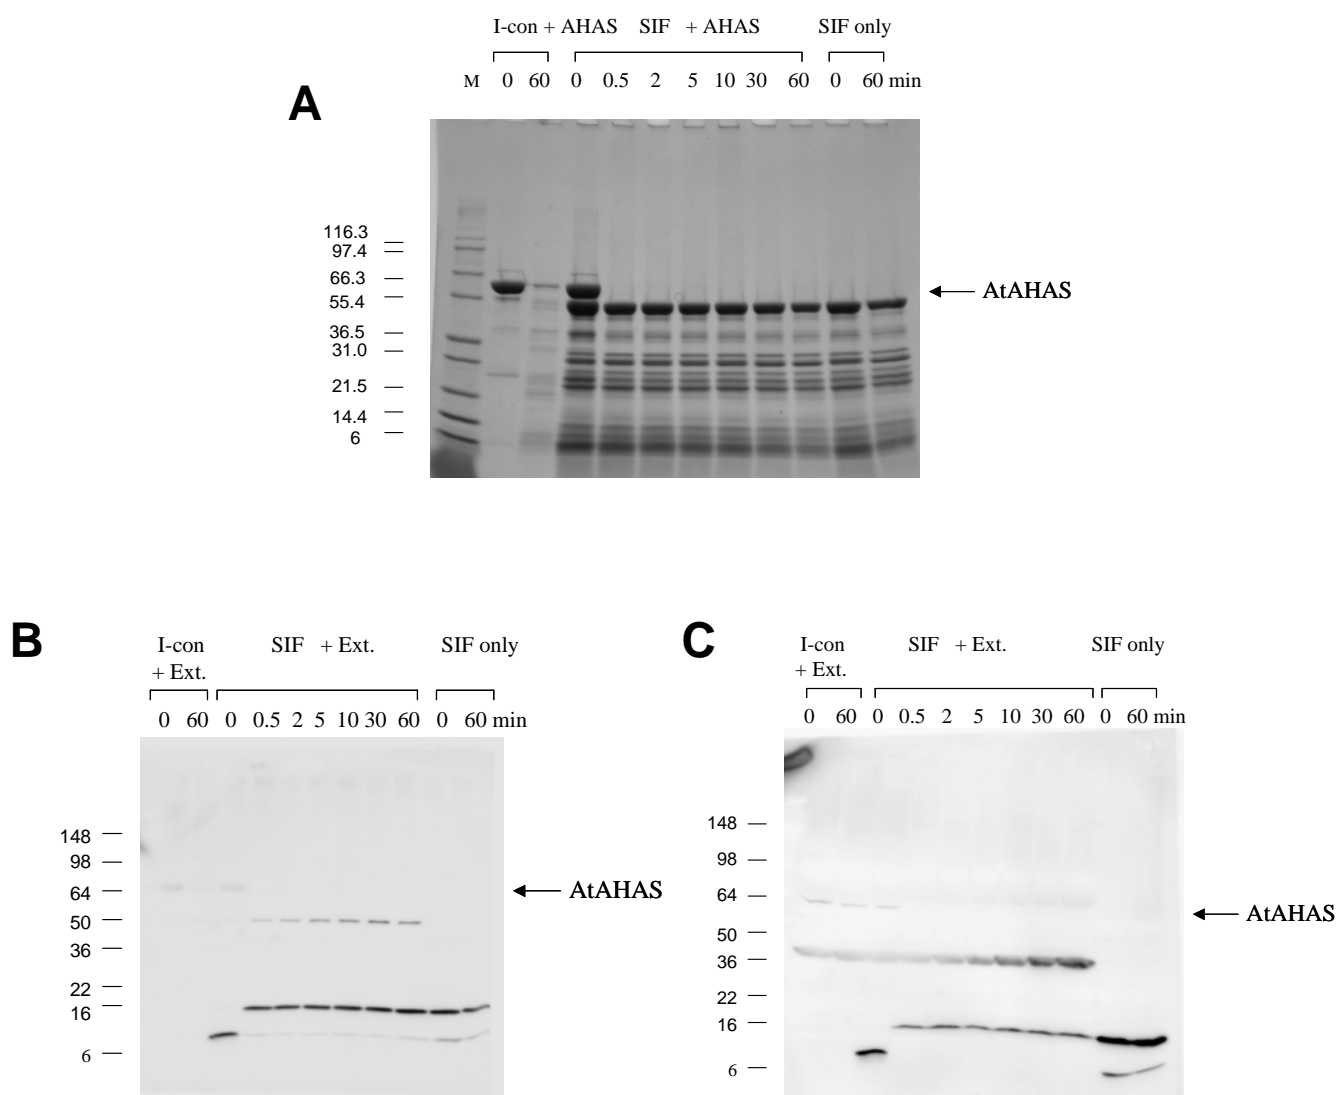 I-con + AHAS SIF + AHAS SIF only
M 0 60 0 0.5 2 5 10 30 60 0 60 min
A
116.3
97.4
66.3
55.4
36.5
31.0
21.5
14.4
6
AtAHAS
B
I-con SIF + Ext. SIF only
+ Ext.
0 60 0 0.5 2 5 10 30 60 0 60 min
148
98
64
50
36
22
16
6
AtAHAS
C
I-con SIF + Ext. SIF only
+ Ext.
0 60 0 0.5 2 5 10 30 60 0 60 min
148
98
64
50
36
22
16
6
AtAHAS